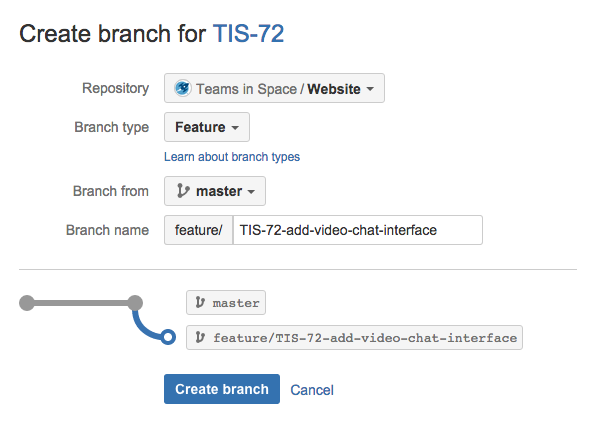 Create branch for TIS-72
Repository Teams in Space / Website
Branch type Feature
Learn about branch types
Branch from master
Branch name feature/ TIS-72-add-video-chat-interface
master
feature/TIS-72-add-video-chat-interface
Create branch Cancel